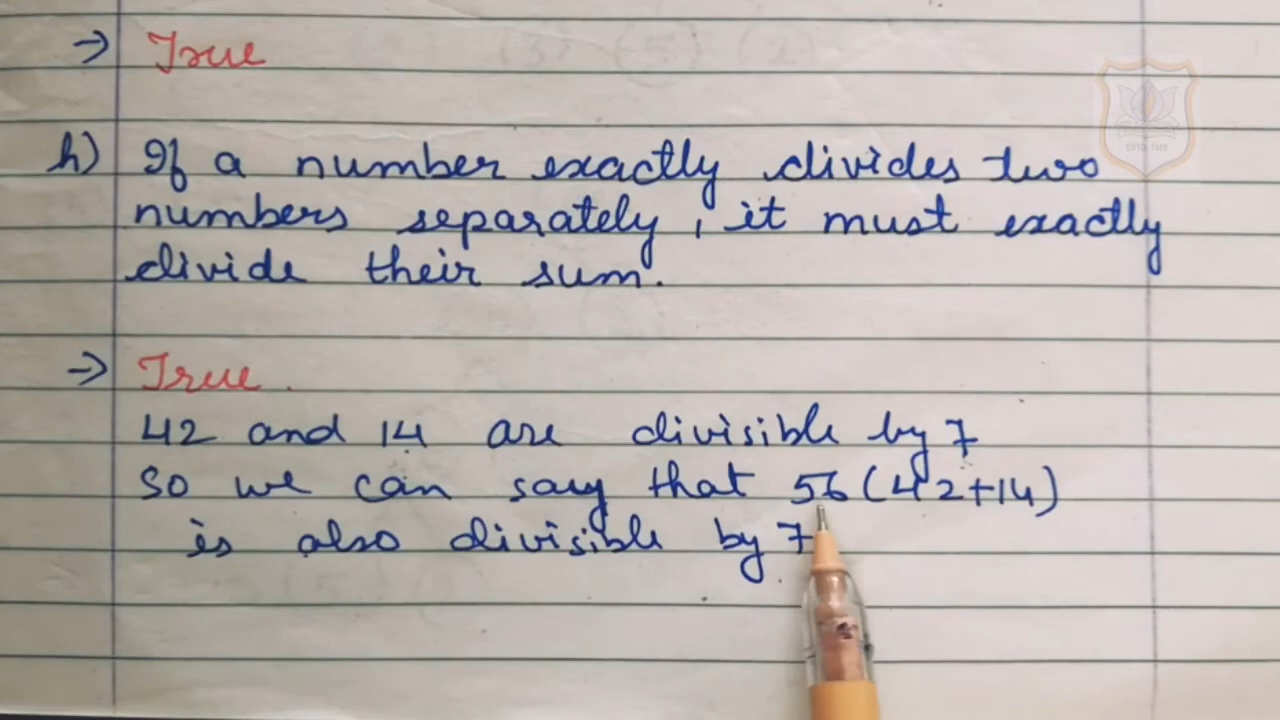 → True
h) If a number exactly divides two
numbers separately, it must exactly
divide their sum.
→ True.
42 and 14 are divisible by 7
So we can say that 56 (42+14)
is also divisible by 7